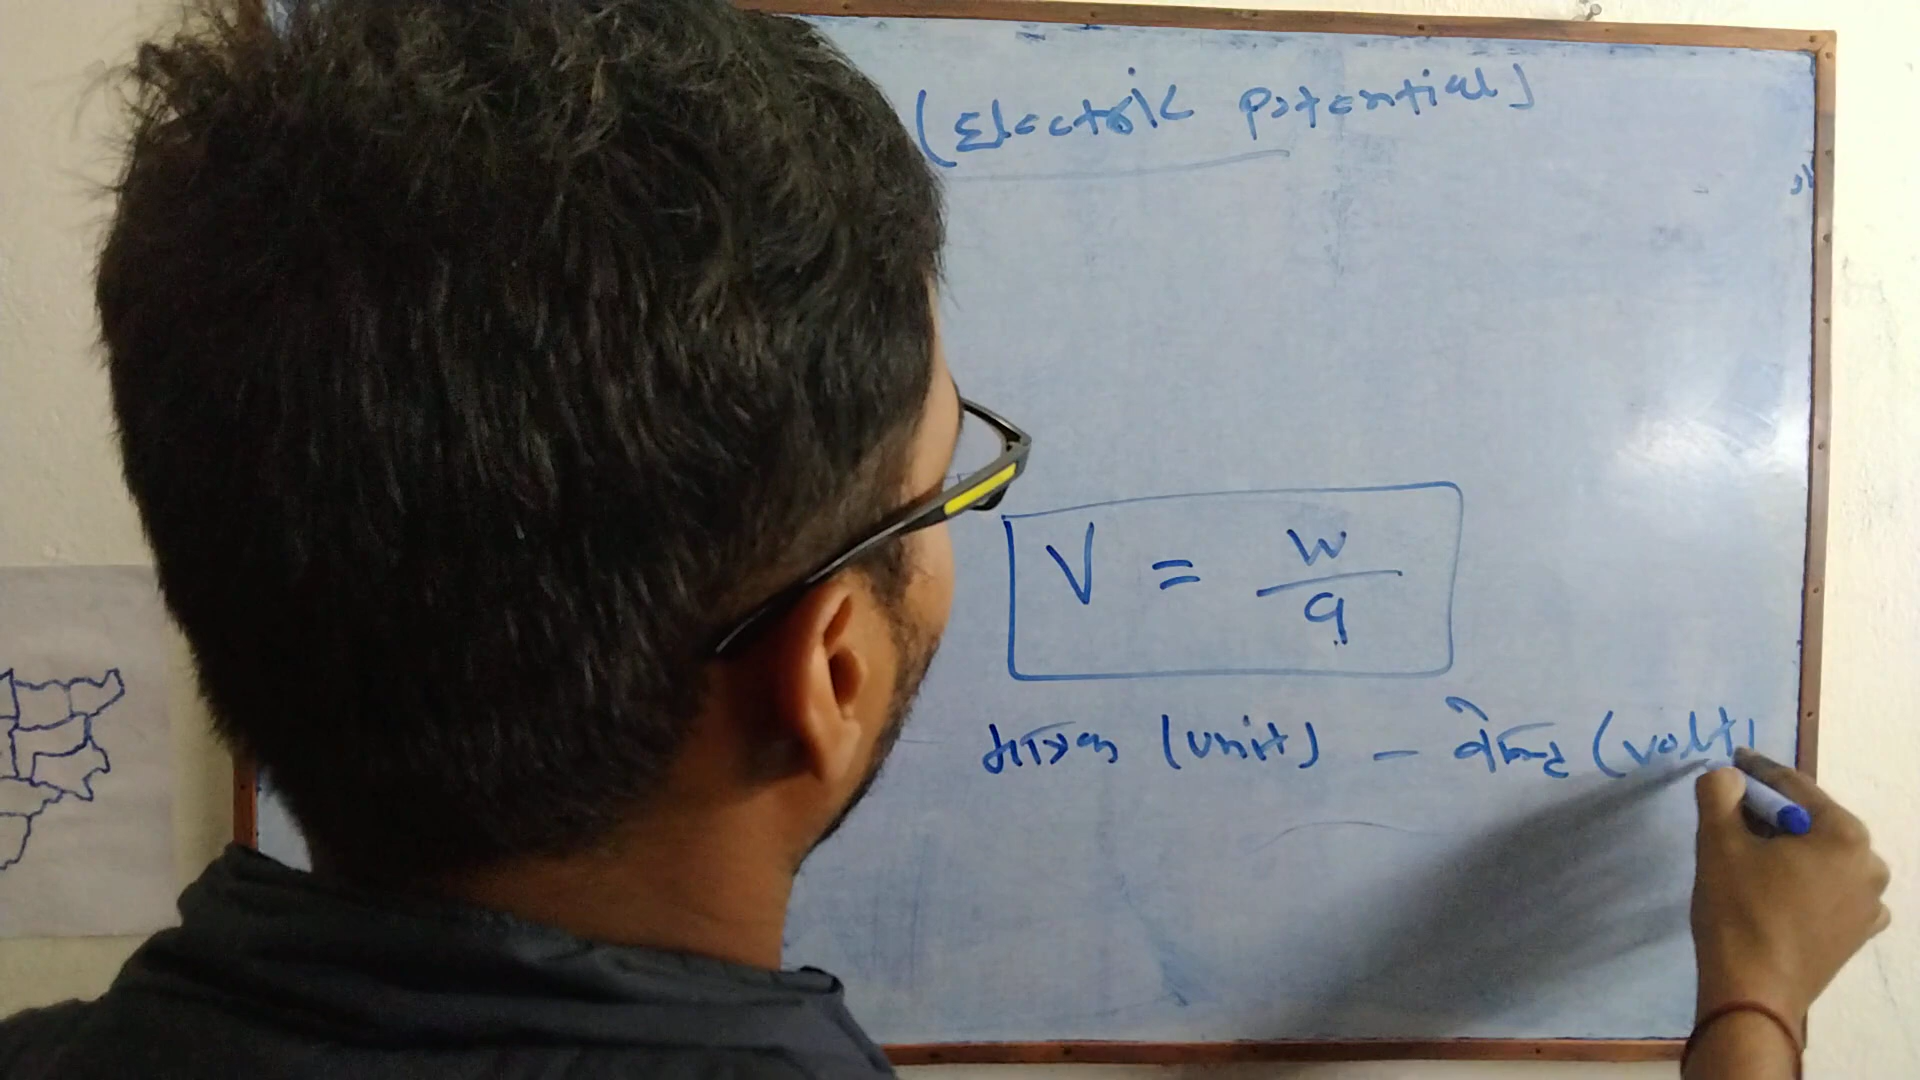 (Electric Potential)
V = W/q
मात्रक (unit) - वोल्ट (volt)